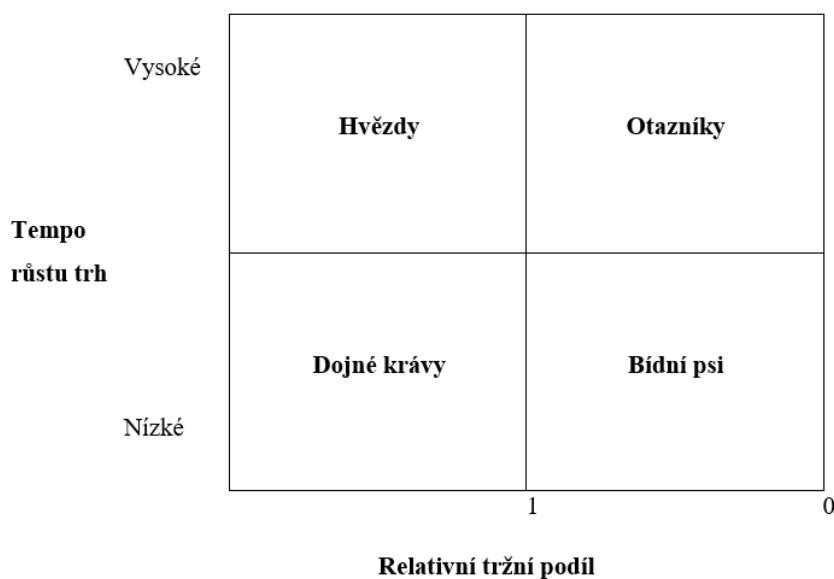 Vysoké
Hvězdy
Otazníky
Tempo
růstu trh
Dojné krávy
Bídní psi
Nízké
1
0
Relativní tržní podíl